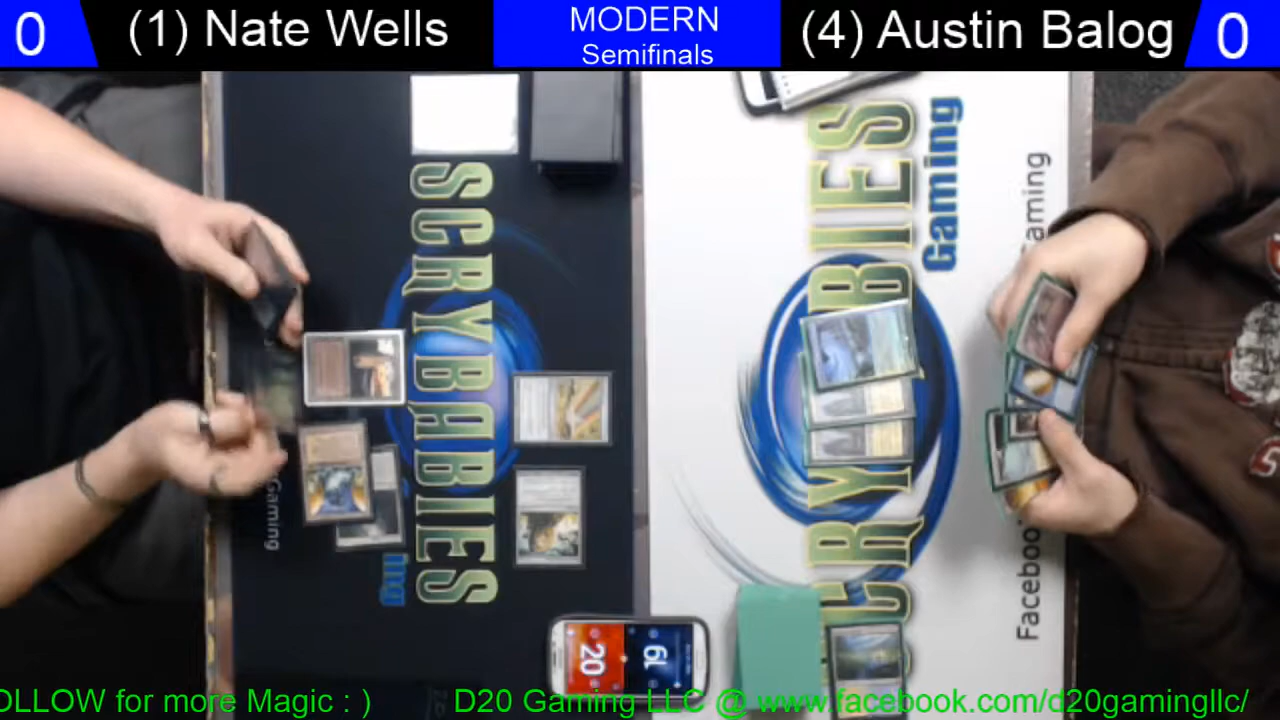 0
(1) Nate Wells
MODERN
Semifinals
(4) Austin Balog
0
SCRYBABIES
Gaming
SCRYBABIES
Gaming
Gaming
20
19
OLLOW for more Magic : )
D20 Gaming LLC @ www.facebook.com/d20gamingllc/